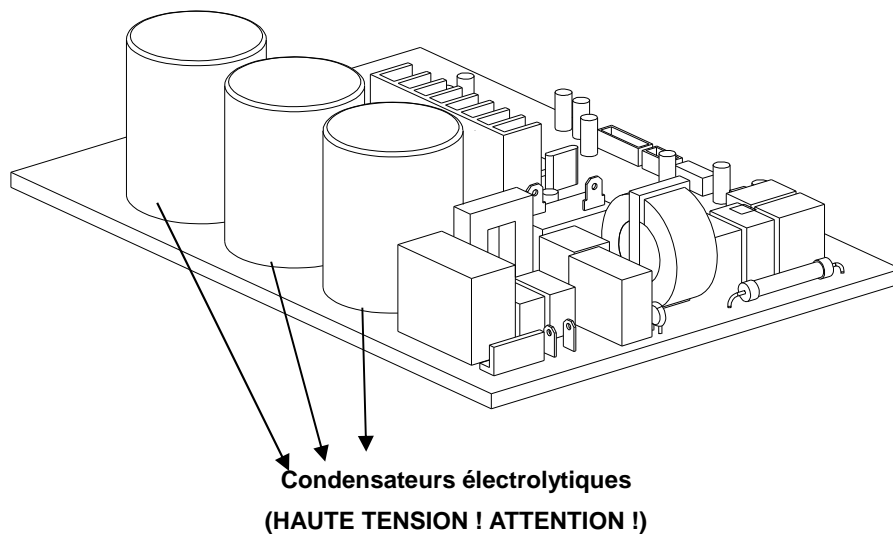 Condensateurs électrolytiques
(HAUTE TENSION ! ATTENTION !)